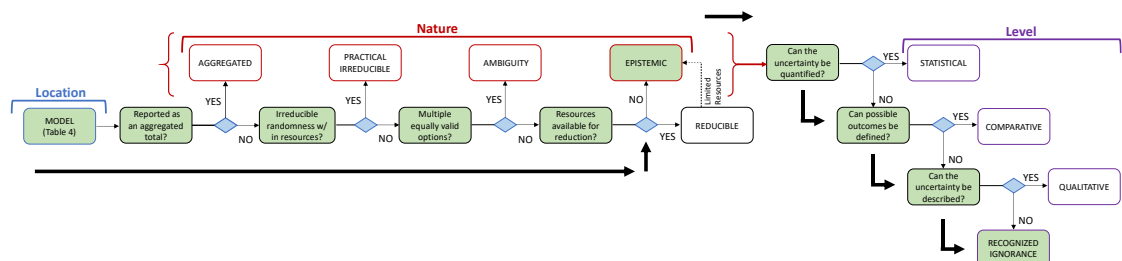 Nature
Level
Location
AGGREGATED
PRACTICAL
IRREDUCIBLE
AMBIGUITY
EPISTEMIC
Limited
Resources
Can the
uncertainty be
quantified?
YES
STATISTICAL
NO
MODEL
(Table 4)
Reported as
an aggregated
total?
YES
NO
Irreducible
randomness w/
in resources?
YES
NO
Multiple
equally valid
options?
YES
NO
Resources
available for
reduction?
NO
YES
REDUCIBLE
Can possible
outcomes be
defined?
YES
COMPARATIVE
NO
Can the
uncertainty be
described?
YES
QUALITATIVE
NO
RECOGNIZED
IGNORANCE